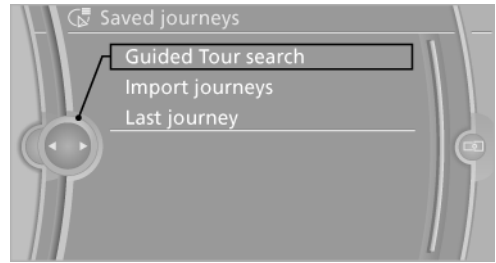 Saved journeys
Guided Tour search
Import journeys
Last journey